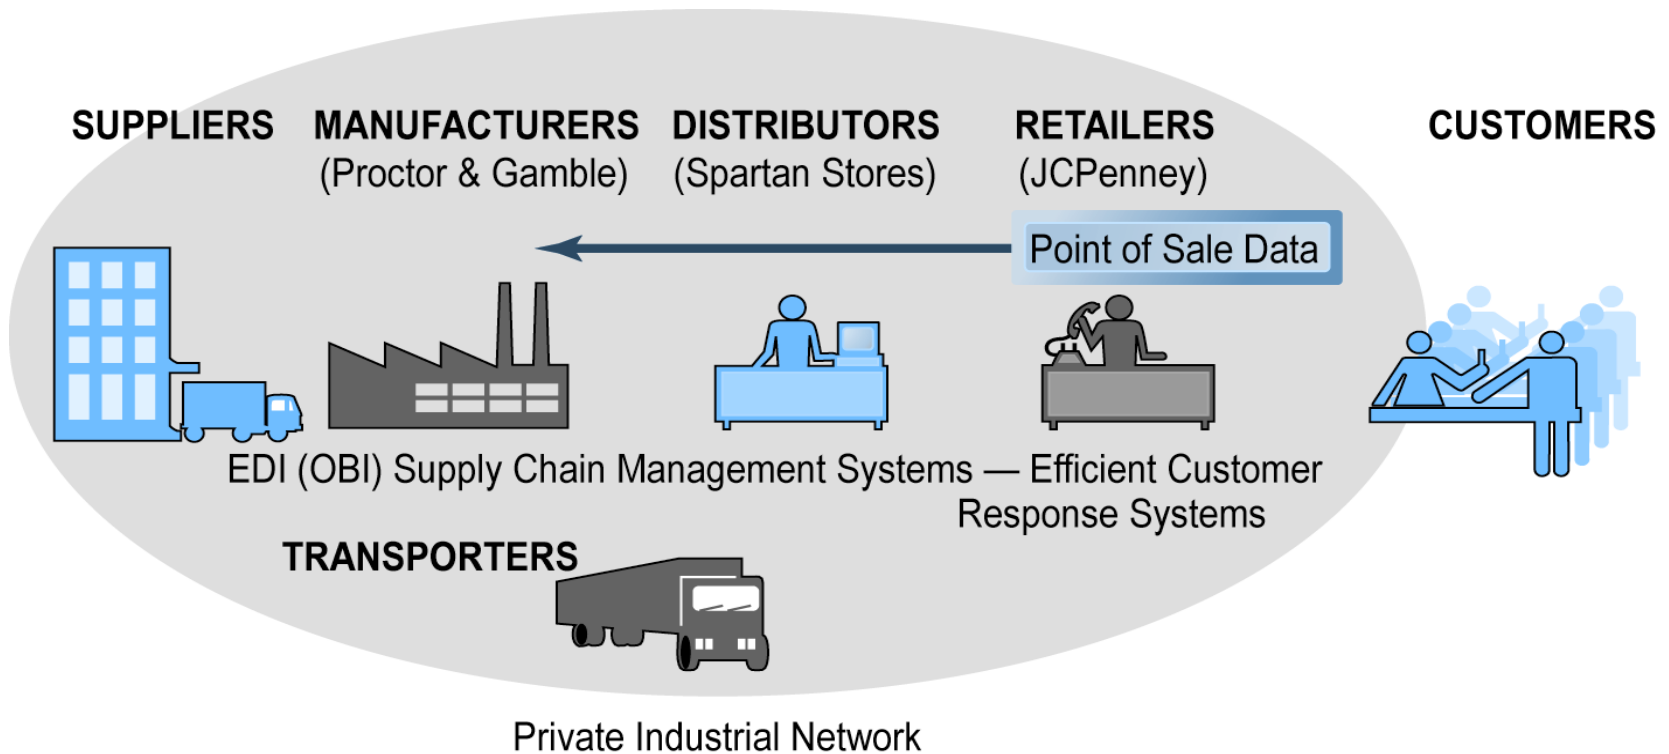 SUPPLIERS
MANUFACTURERS
(Proctor & Gamble)
DISTRIBUTORS
(Spartan Stores)
RETAILERS
(JCPenney)
CUSTOMERS
Point of Sale Data
EDI (OBI) Supply Chain Management Systems — Efficient Customer
Response Systems
TRANSPORTERS
Private Industrial Network